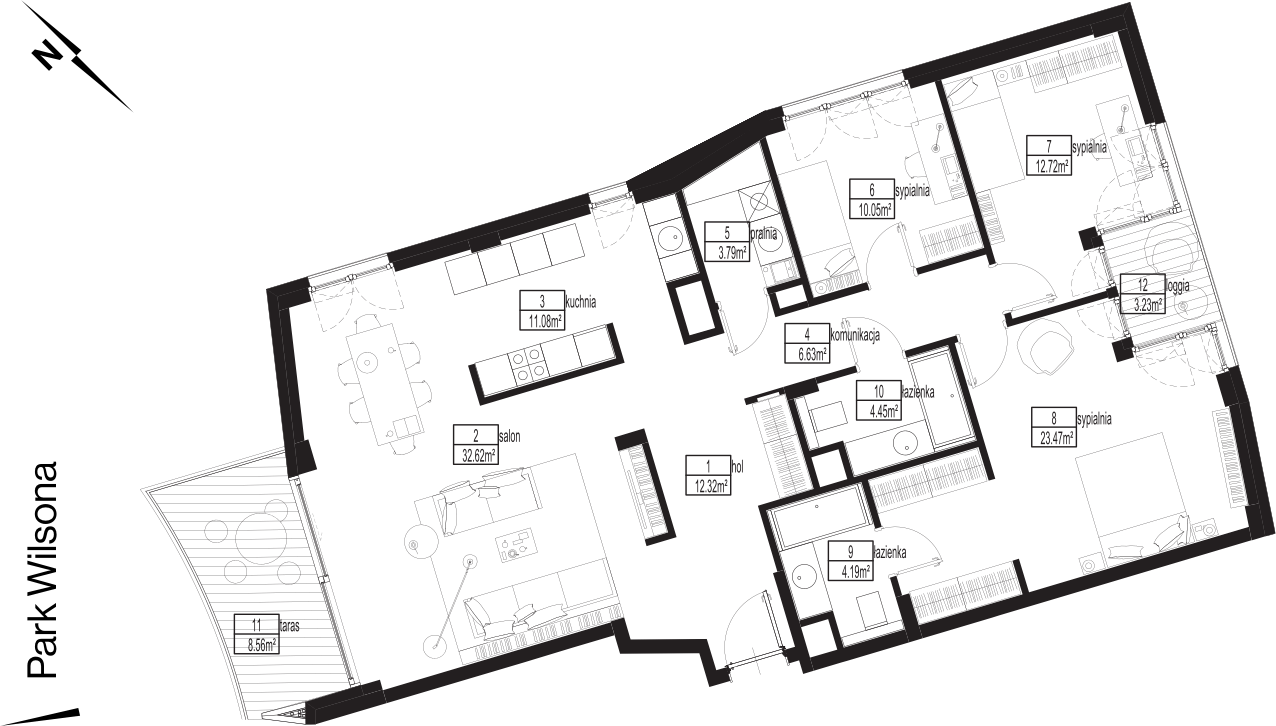 N
7 sypialnia
12.72m²
6 sypialnia
10.05m²
5 pralnia
3.79m²
12 loggia
3.23m²
3 kuchnia
11.08m²
4 komunikacja
6.63m²
10 łazienka
4.45m²
8 sypialnia
23.47m²
2 salon
32.62m²
1 hol
12.32m²
9 łazienka
4.19m²
11 taras
8.56m²
Park Wilsona